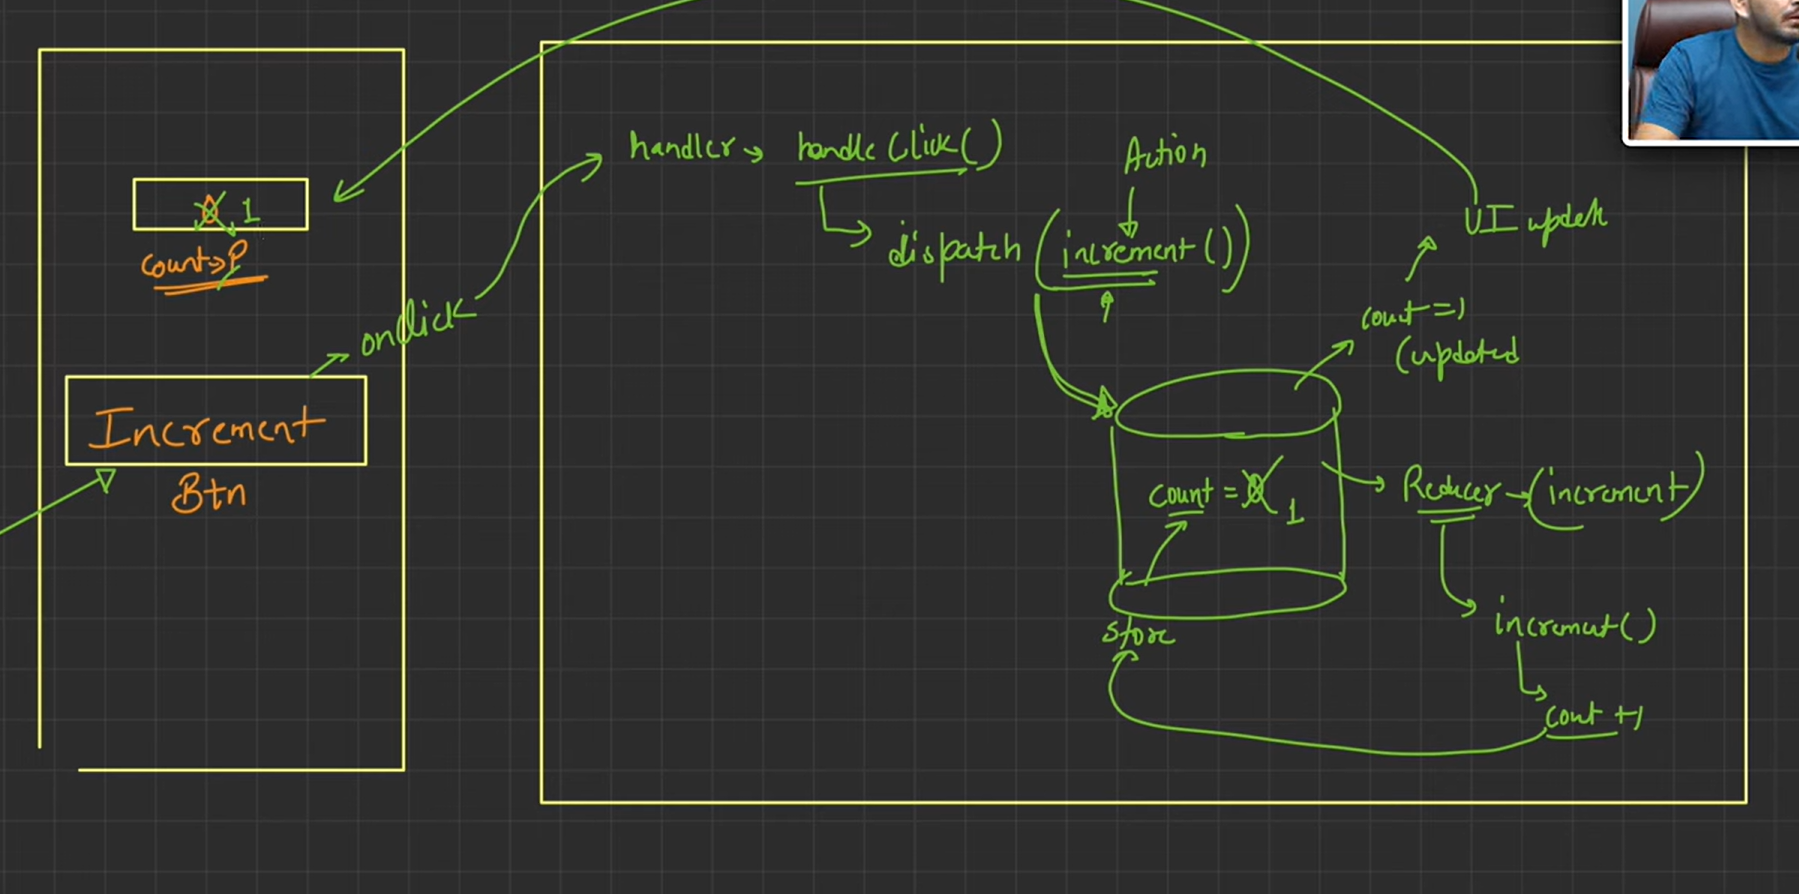 0 1
count→
Increment
Btn
onClick
handler → handleClick()
Action
dispatch (increment())
UI update
count = 1
(updated
count = 0 1
Reducer → (increment)
store
increment()
count +1